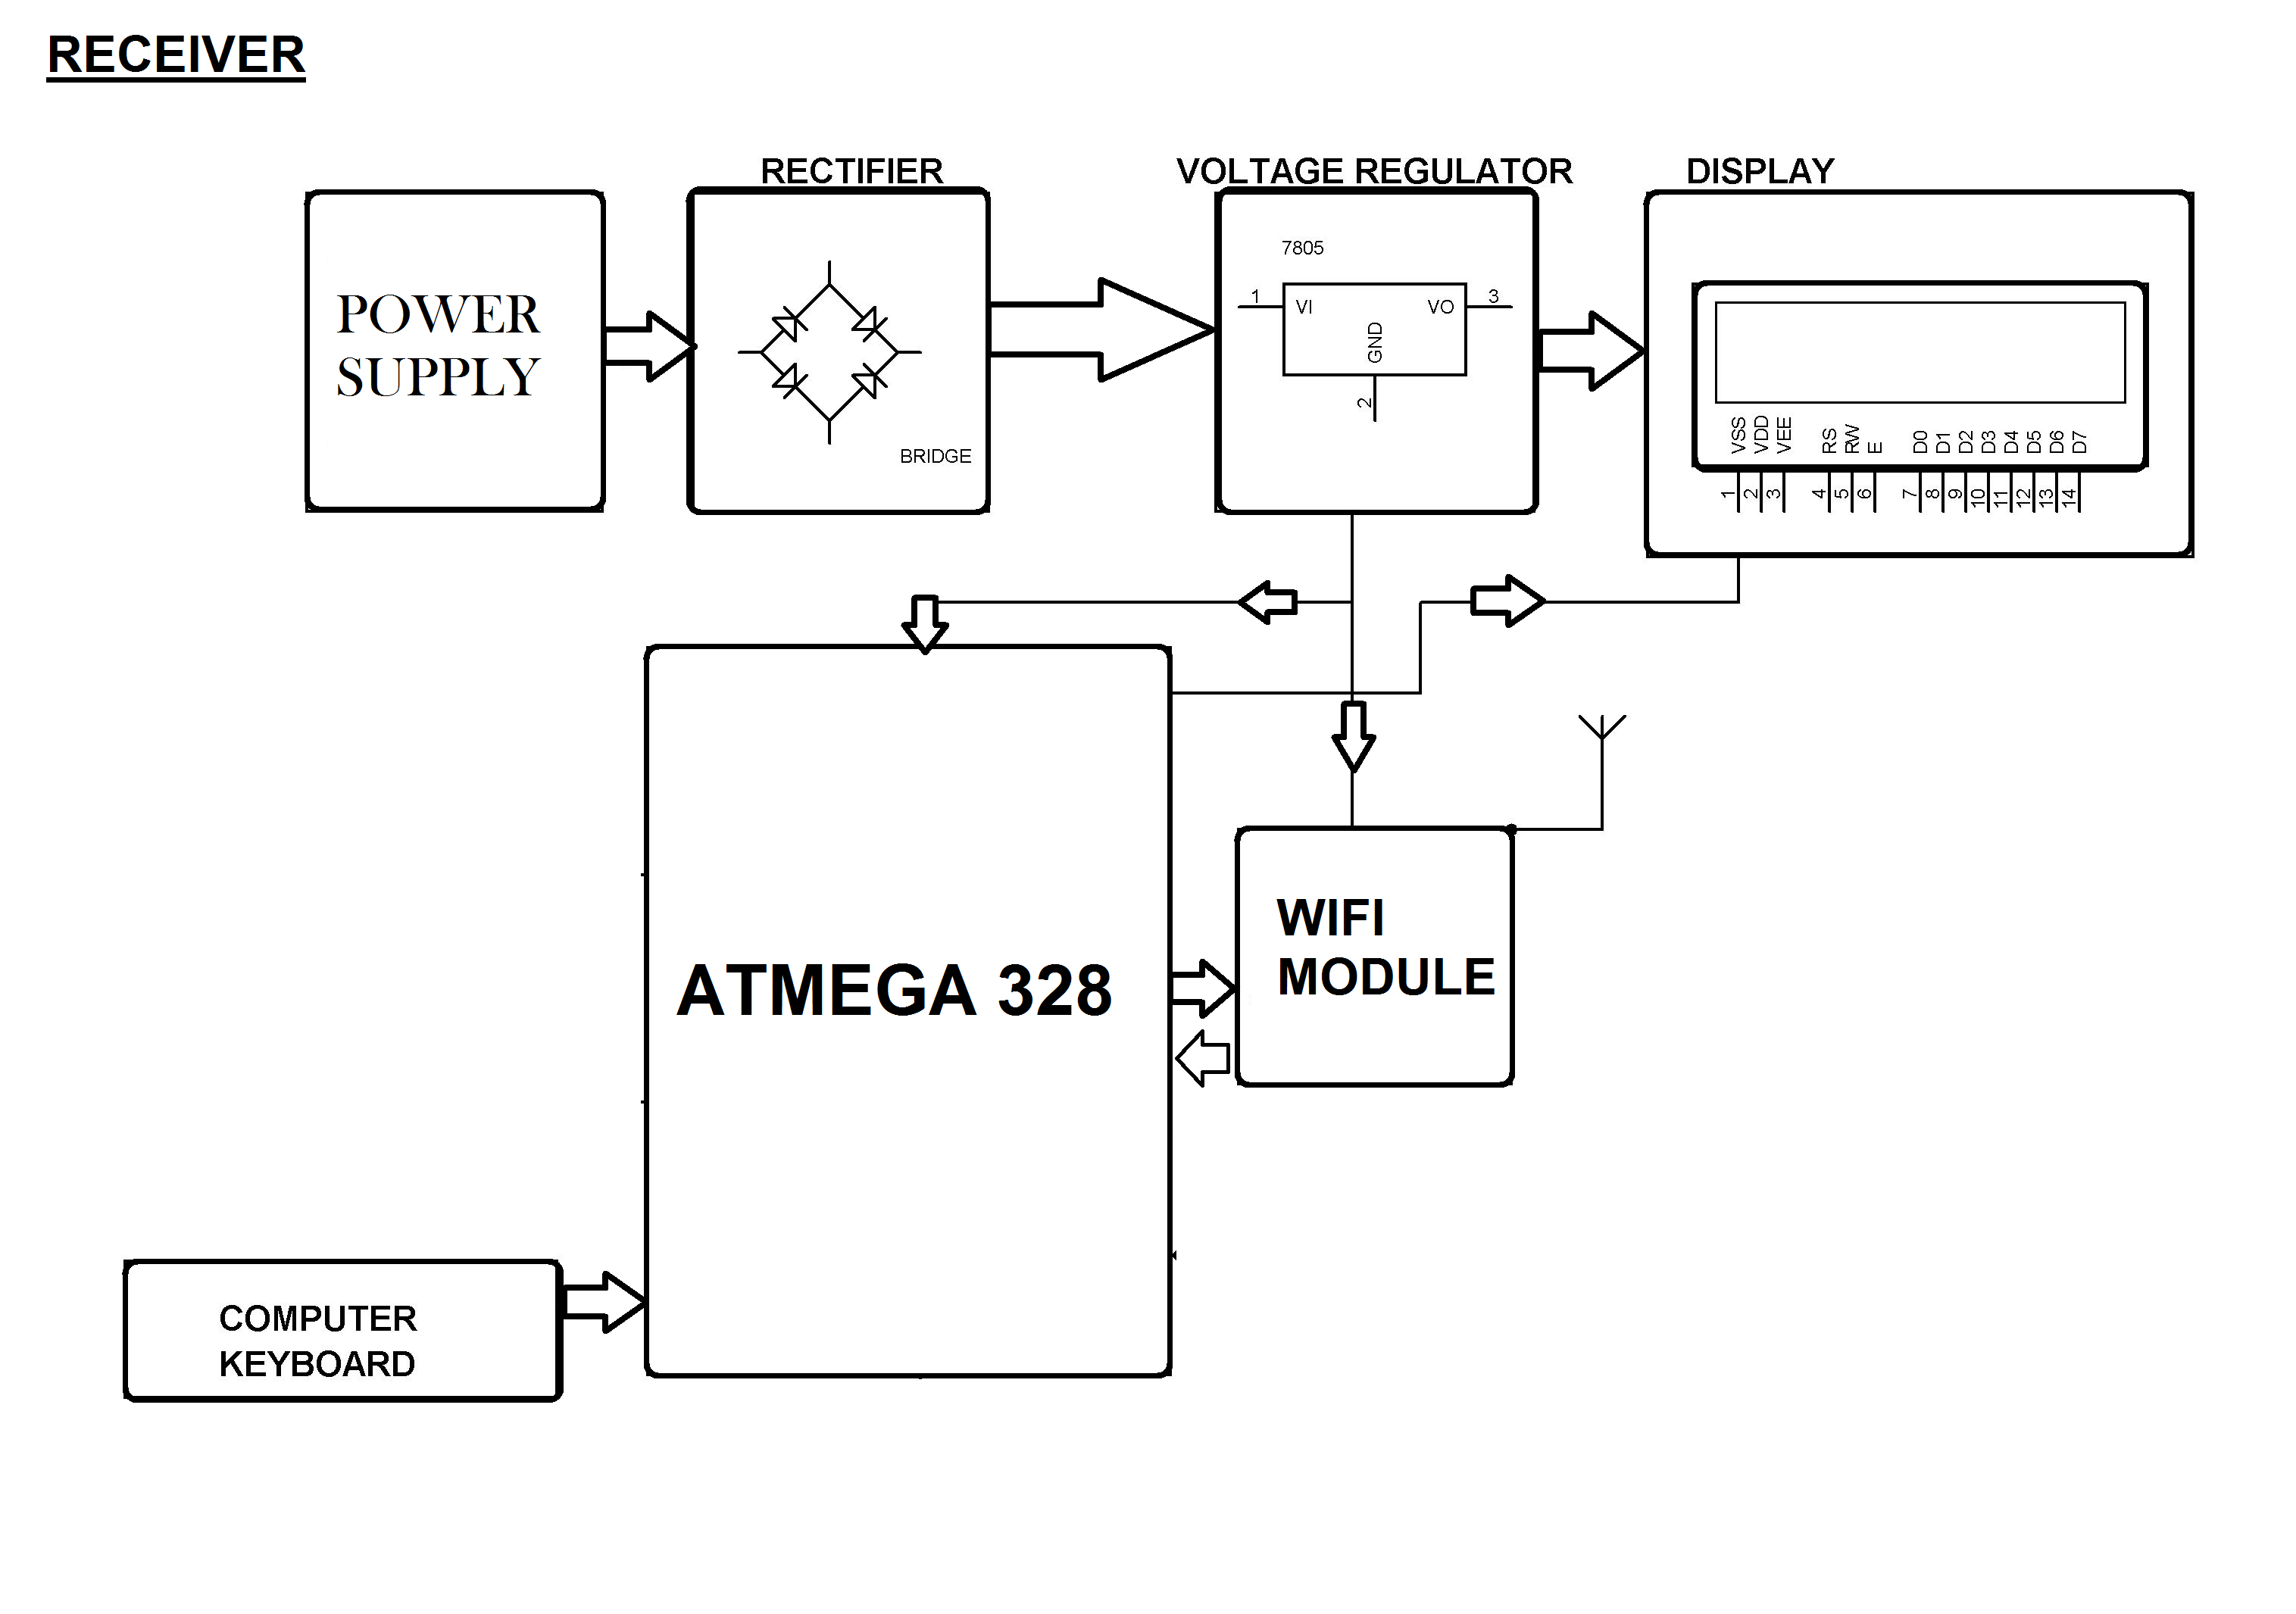 RECEIVER
RECTIFIER
VOLTAGE REGULATOR
DISPLAY
POWER
SUPPLY
BRIDGE
7805
1
VI
VO
3
GND
2
VSS
VDD
VEE
RS
RW
E
D0
D1
D2
D3
D4
D5
D6
D7
1
2
3
4
5
6
7
8
9
10
11
12
13
14
WIFI
MODULE
ATMEGA 328
COMPUTER
KEYBOARD